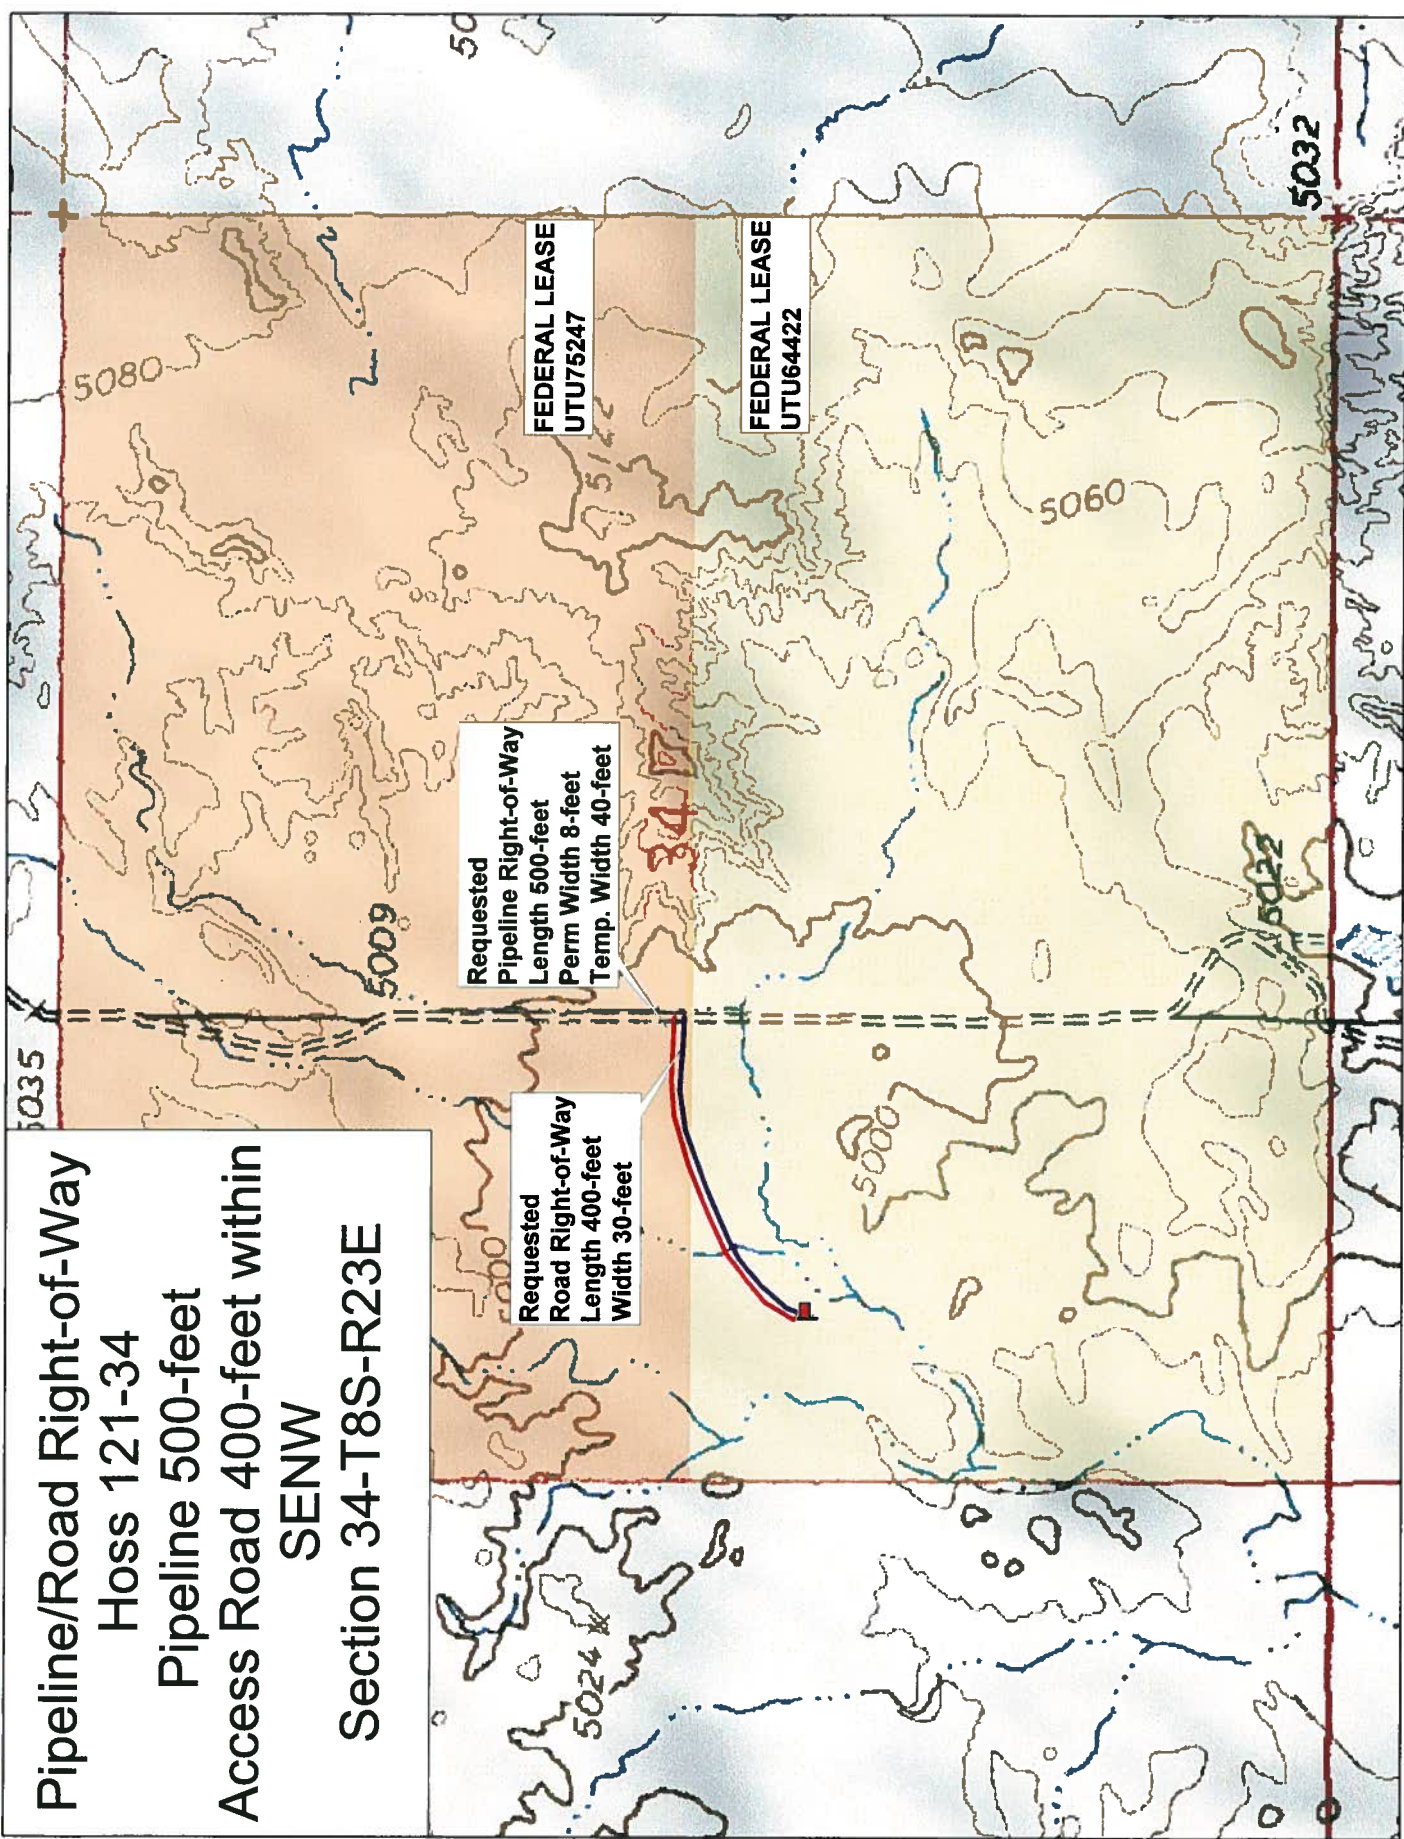 Pipeline/Road Right-of-Way
Hoss 121-34
Pipeline 500-feet
Access Road 400-feet within
SENW
Section 34-T8S-R23E
5035
5009
5080
Requested
Pipeline Right-of-Way
Length 500-feet
Perm Width 8-feet
Temp. Width 40-feet
FEDERAL LEASE
UTU75247
Requested
Road Right-of-Way
Length 400-feet
Width 30-feet
34
FEDERAL LEASE
UTU64422
5024
5000
5060
5022
5032